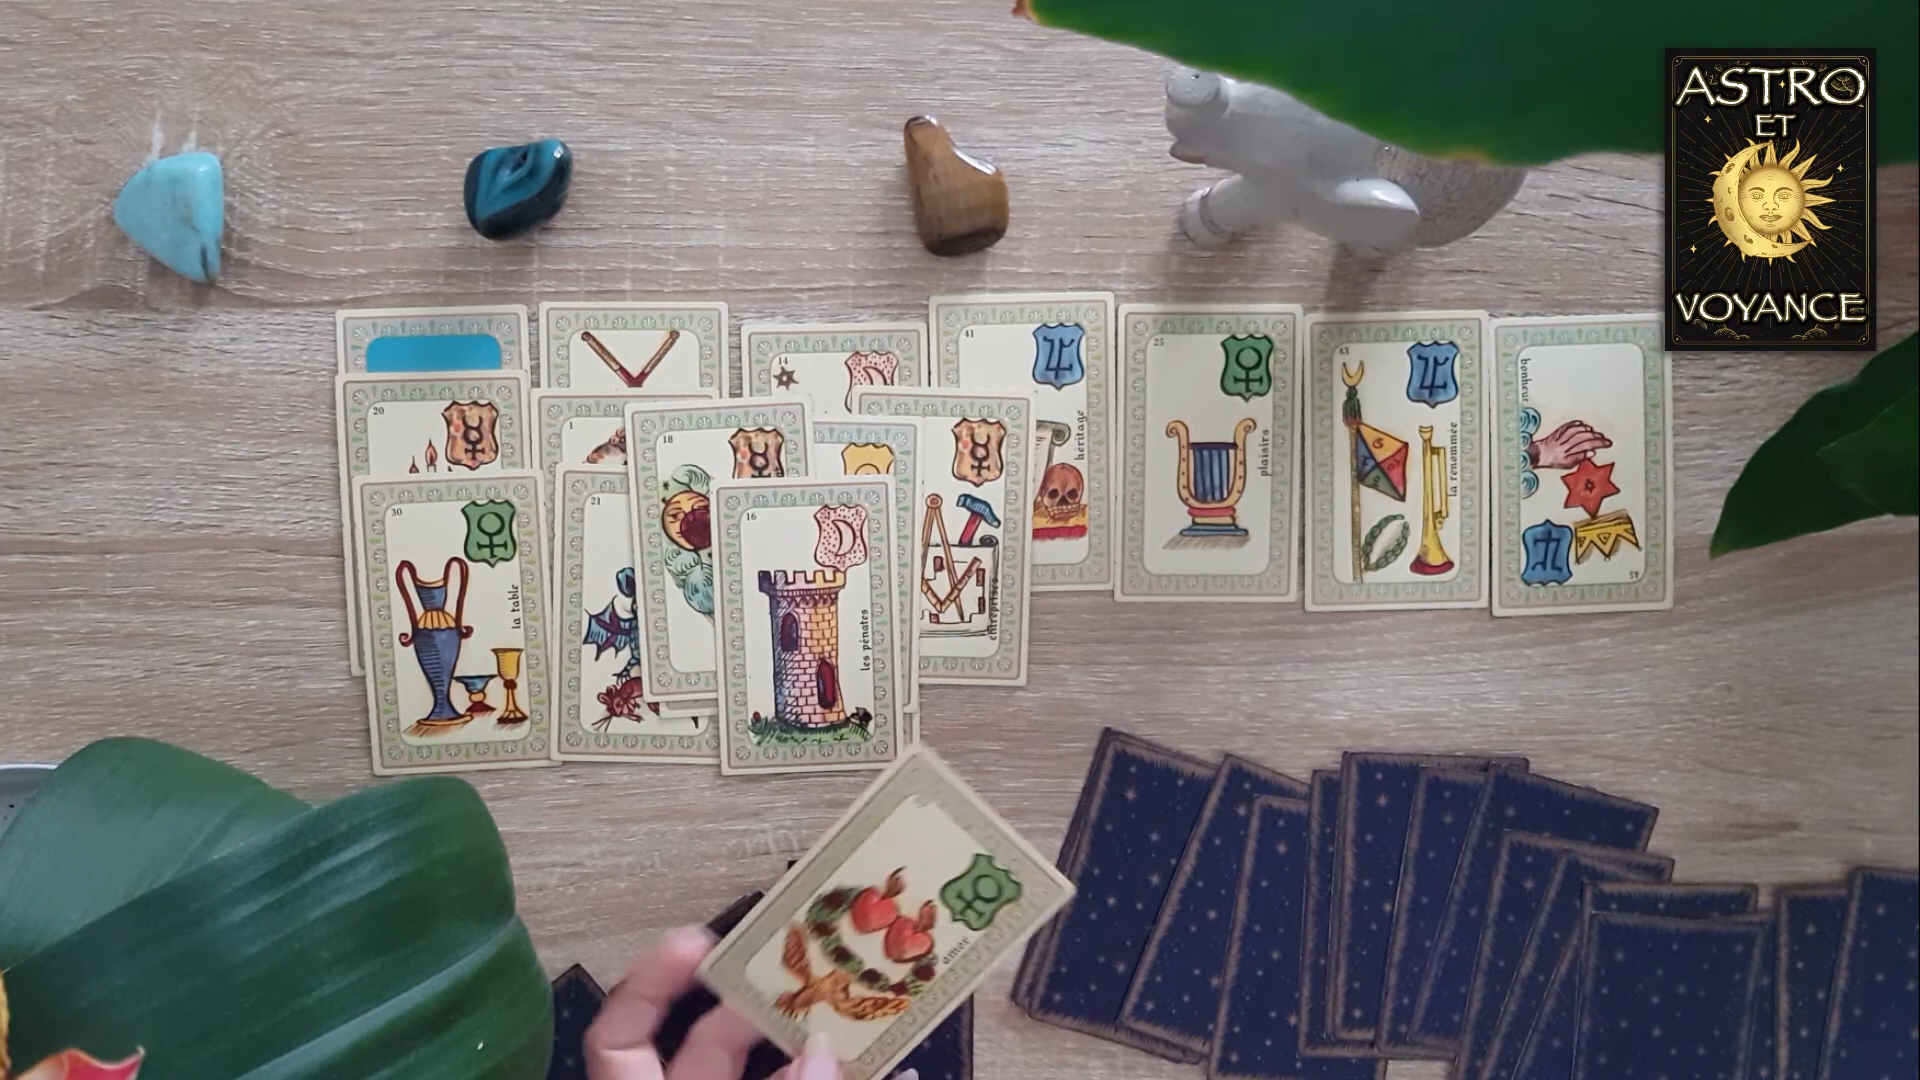 ASTRO
ET
VOYANCE
41
héritage
25
plaisirs
43
la renommée
bonheur
45
14
20
1
18
entreprises
30
la table
21
16
les pénates
amor